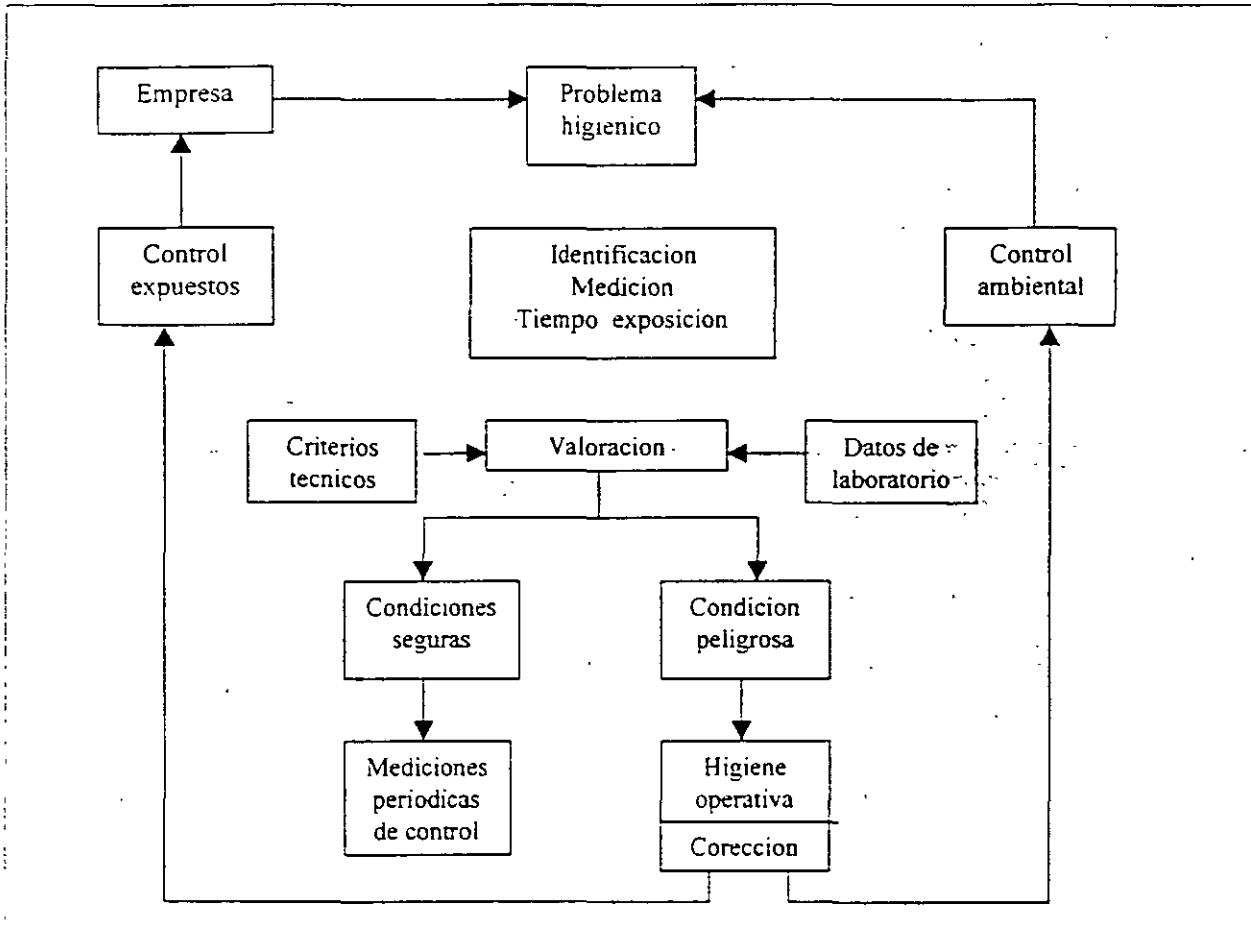 Empresa
Problema
higienico
Control
expuestos
Identificacion
Medicion
Tiempo exposicion
Control
ambiental
Criterios
tecnicos
Valoracion
Datos de
laboratorio
Condiciones
seguras
Condicion
peligrosa
Mediciones
periodicas
de control
Higiene
operativa
Coreccion